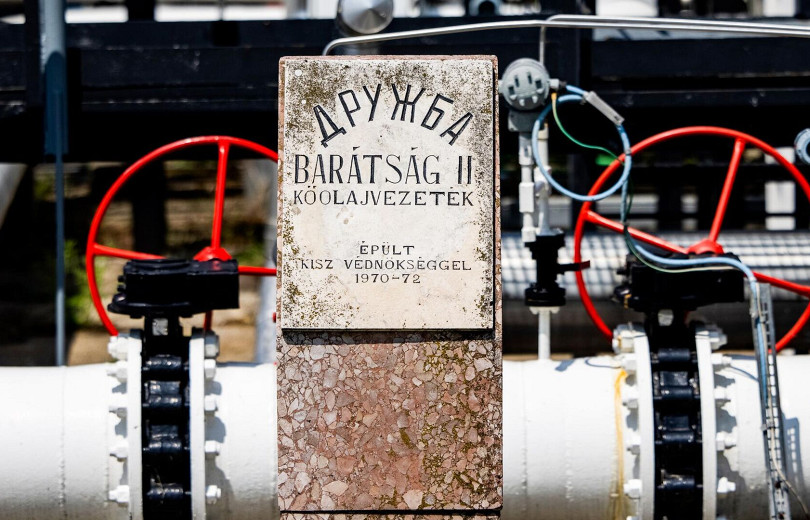 ДРУЖБА
BARÁTSÁG II
KŐOLAJVEZETÉK
ÉPÜLT
KISZ VÉDNÖKSÉGGEL
1970-72